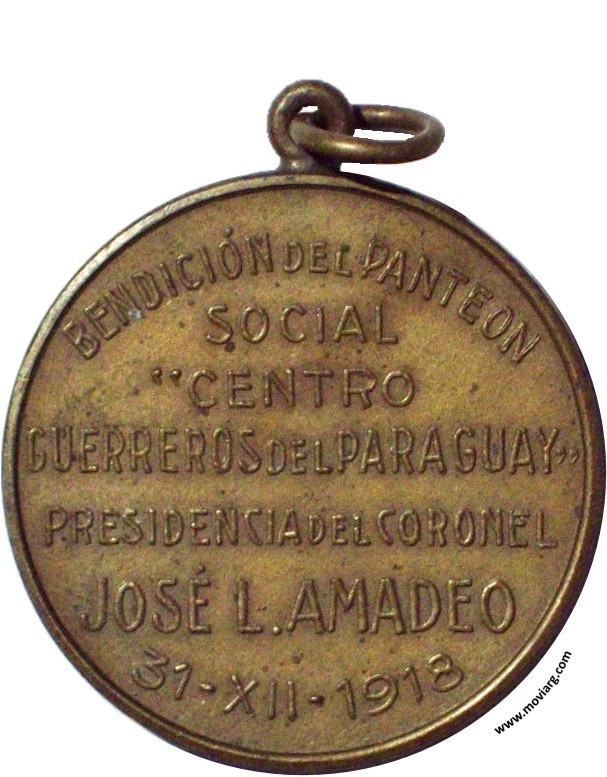 BENDICIÓN DEL PANTEON
SOCIAL
"CENTRO
GUERREROS DEL PARAGUAY"
PRESIDENCIA DEL CORONEL
JOSÉ L. AMADEO
31-XII-1918
www.moviarg.com